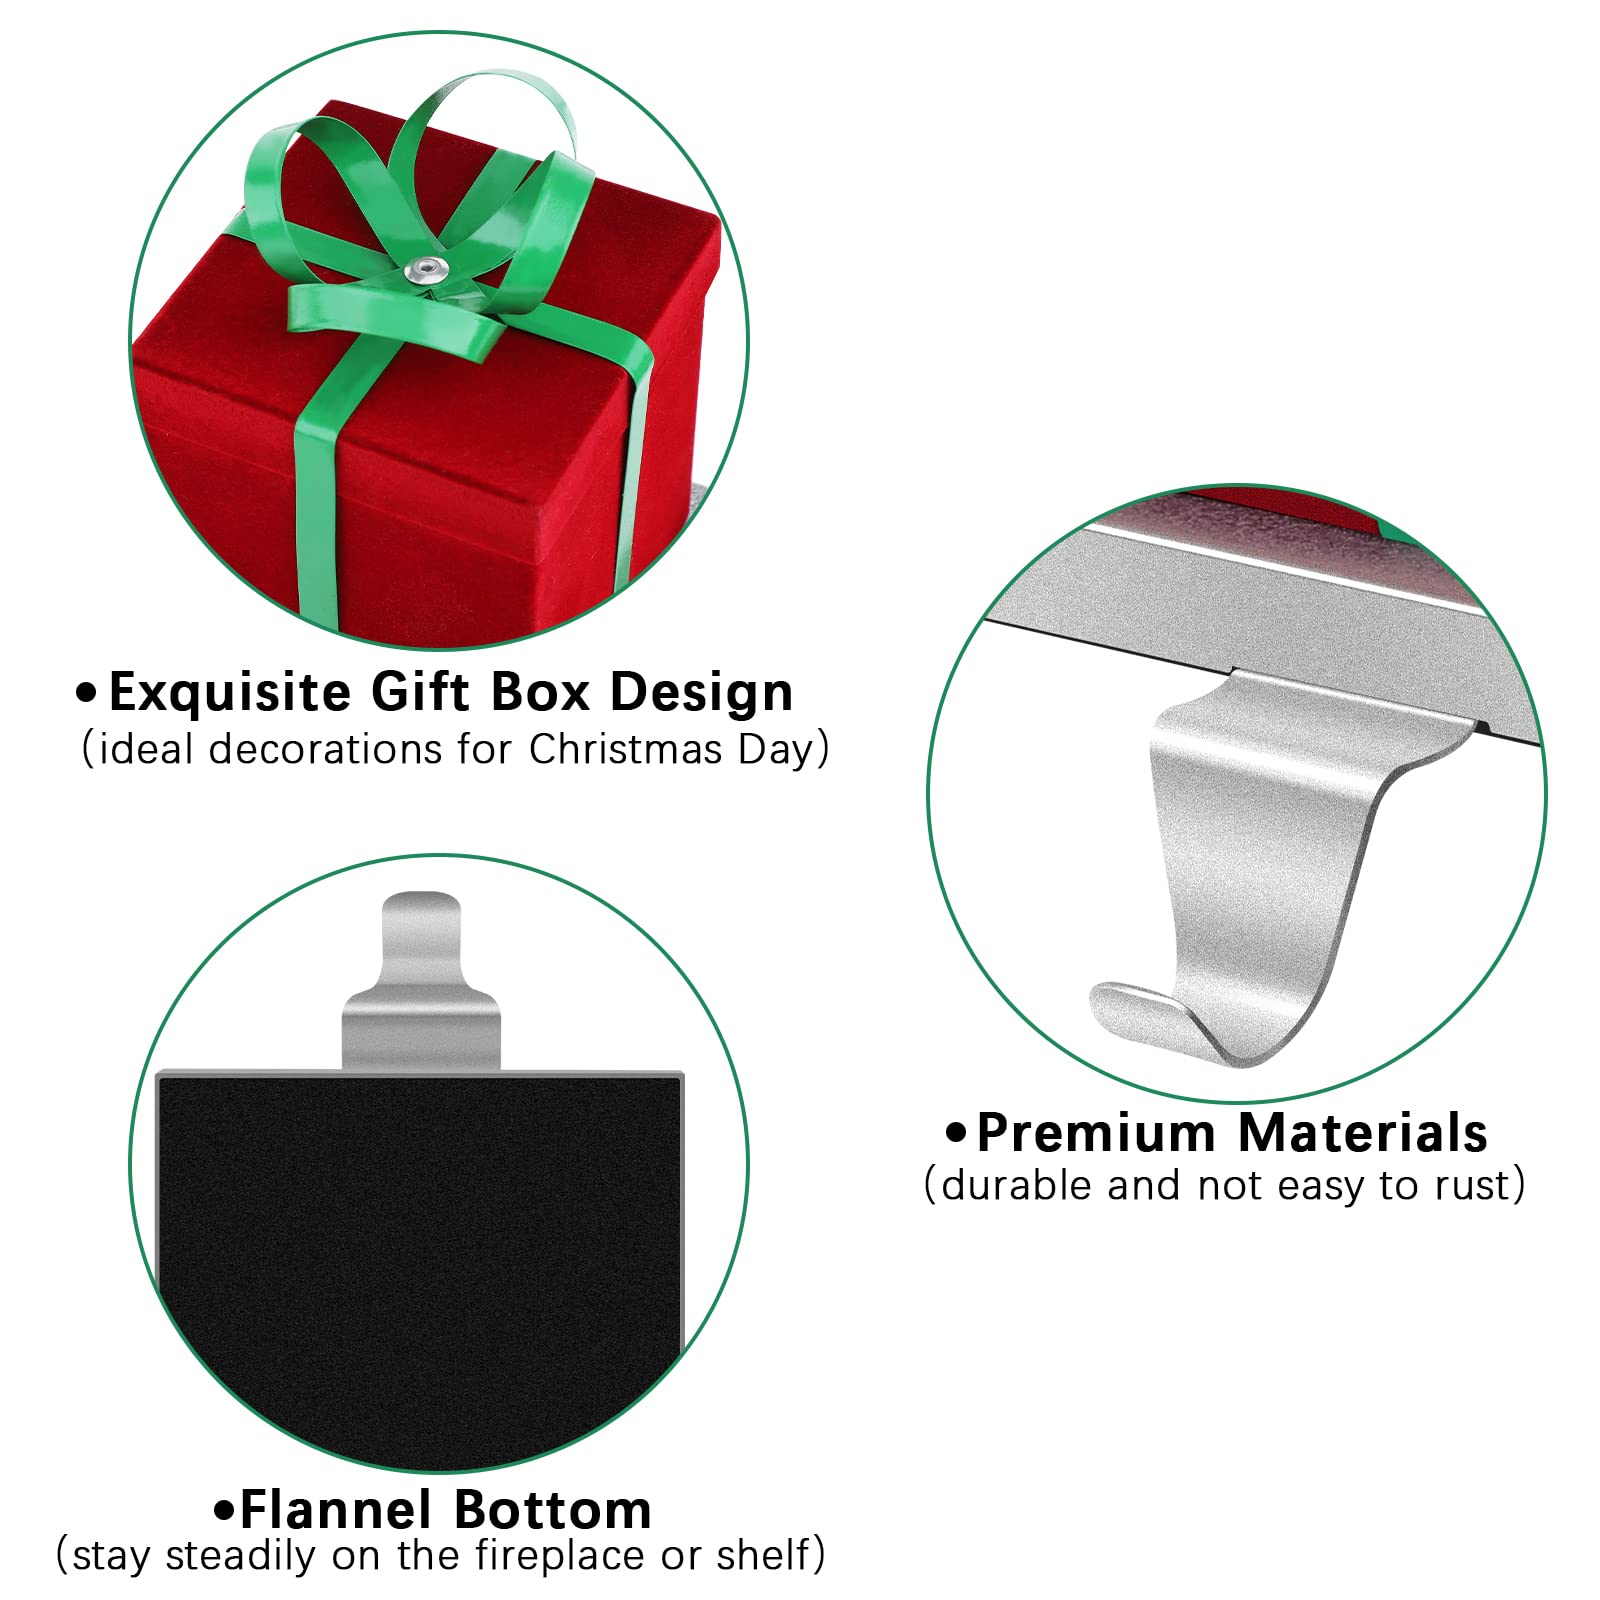 •Exquisite Gift Box Design
(ideal decorations for Christmas Day)
•Premium Materials
(durable and not easy to rust)
•Flannel Bottom
(stay steadily on the fireplace or shelf)